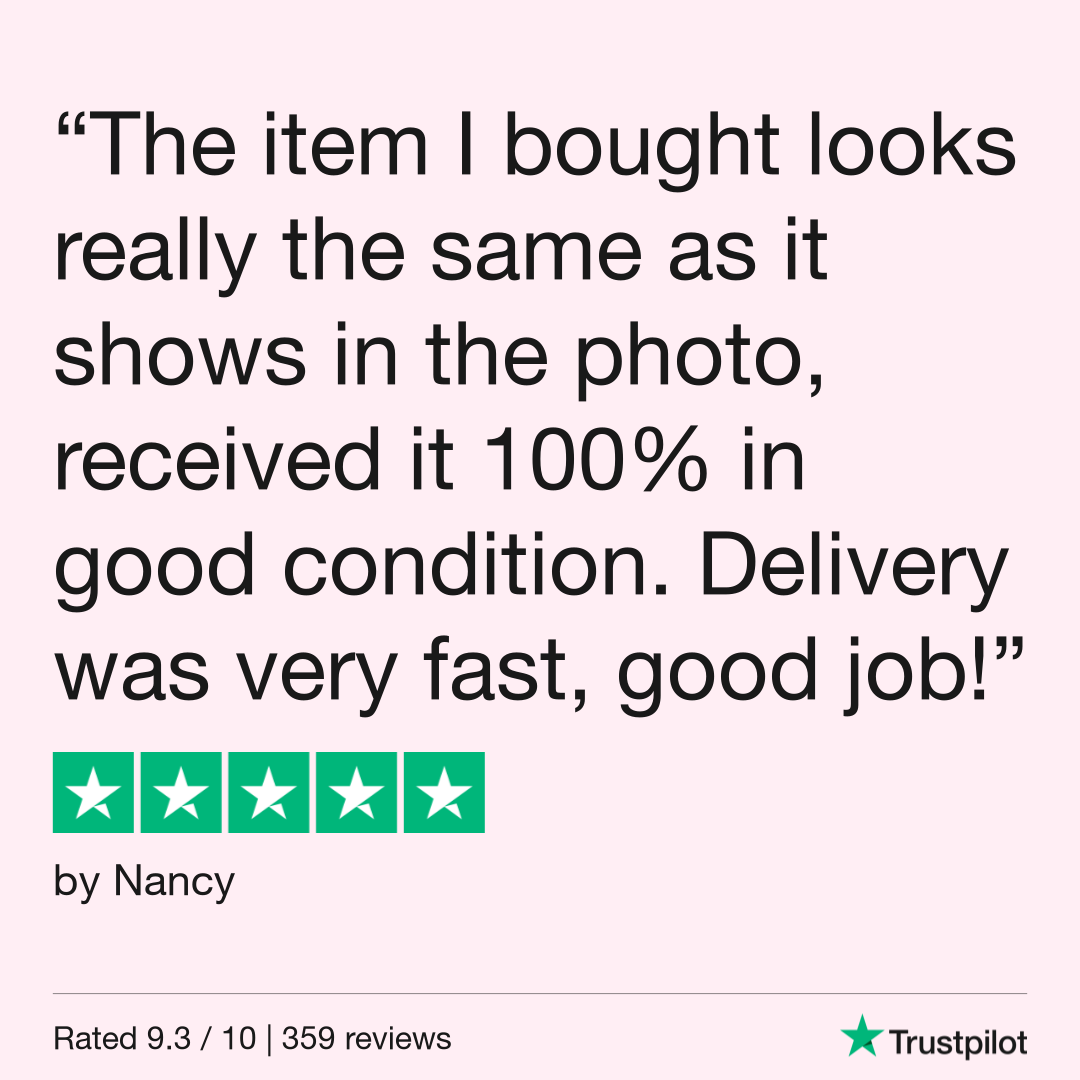 “The item I bought looks
really the same as it
shows in the photo,
received it 100% in
good condition. Delivery
was very fast, good job!”
by Nancy
Rated 9.3 / 10 | 359 reviews
Trustpilot